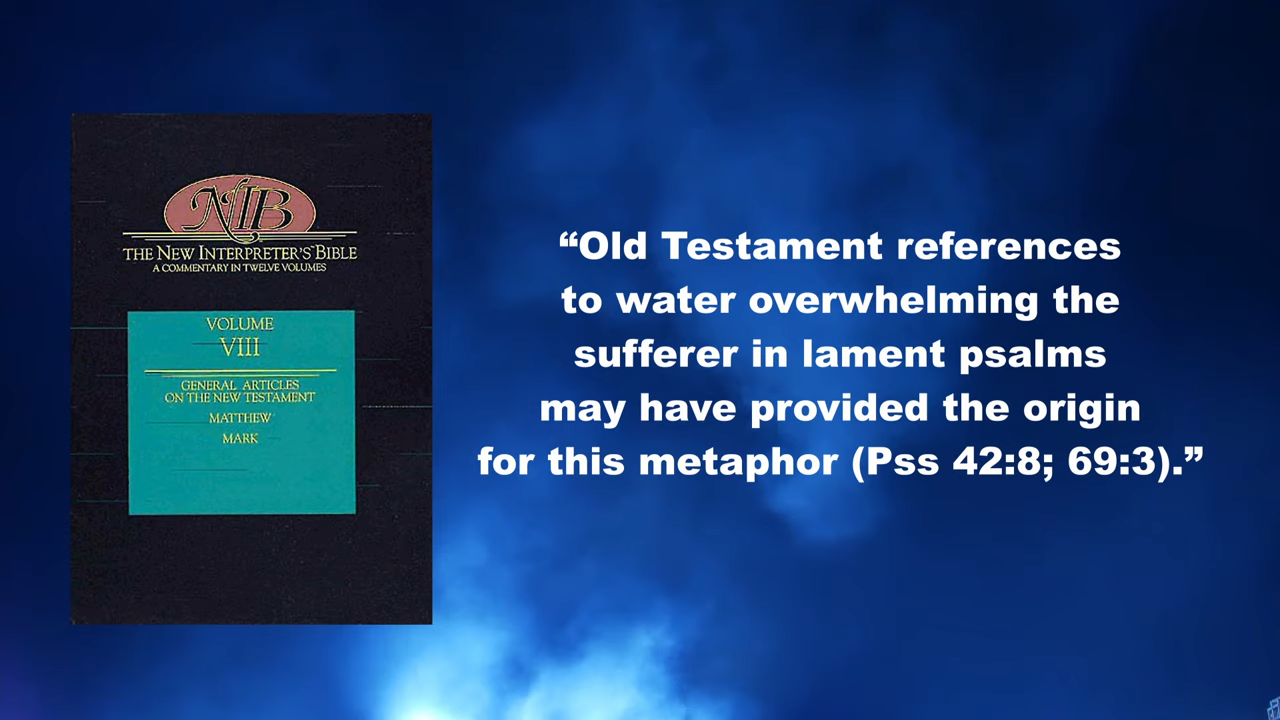 NIB
THE NEW INTERPRETER'S BIBLE
A COMMENTARY IN TWELVE VOLUMES
VOLUME
VIII
GENERAL ARTICLES
ON THE NEW TESTAMENT
MATTHEW
MARK
“Old Testament references
to water overwhelming the
sufferer in lament psalms
may have provided the origin
for this metaphor (Pss 42:8; 69:3).”